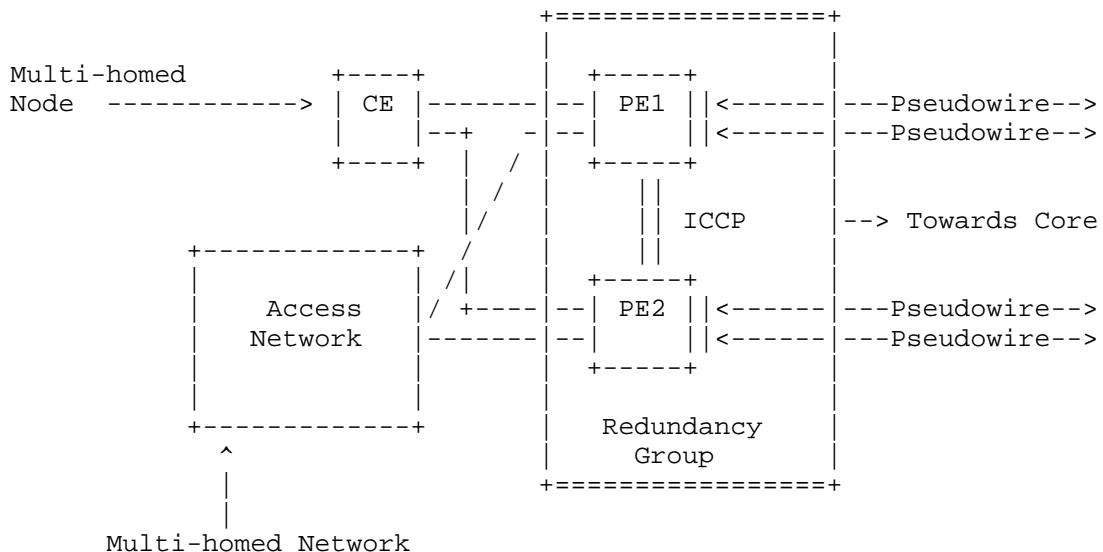 Multi-homed
Node ------------> | CE |-------|--| PE1 ||<------|---Pseudowire-->
||<------|---Pseudowire-->
ICCP
--> Towards Core
Access
Network
PE2 ||<------|---Pseudowire-->
||<------|---Pseudowire-->
Redundancy
Group
Multi-homed Network